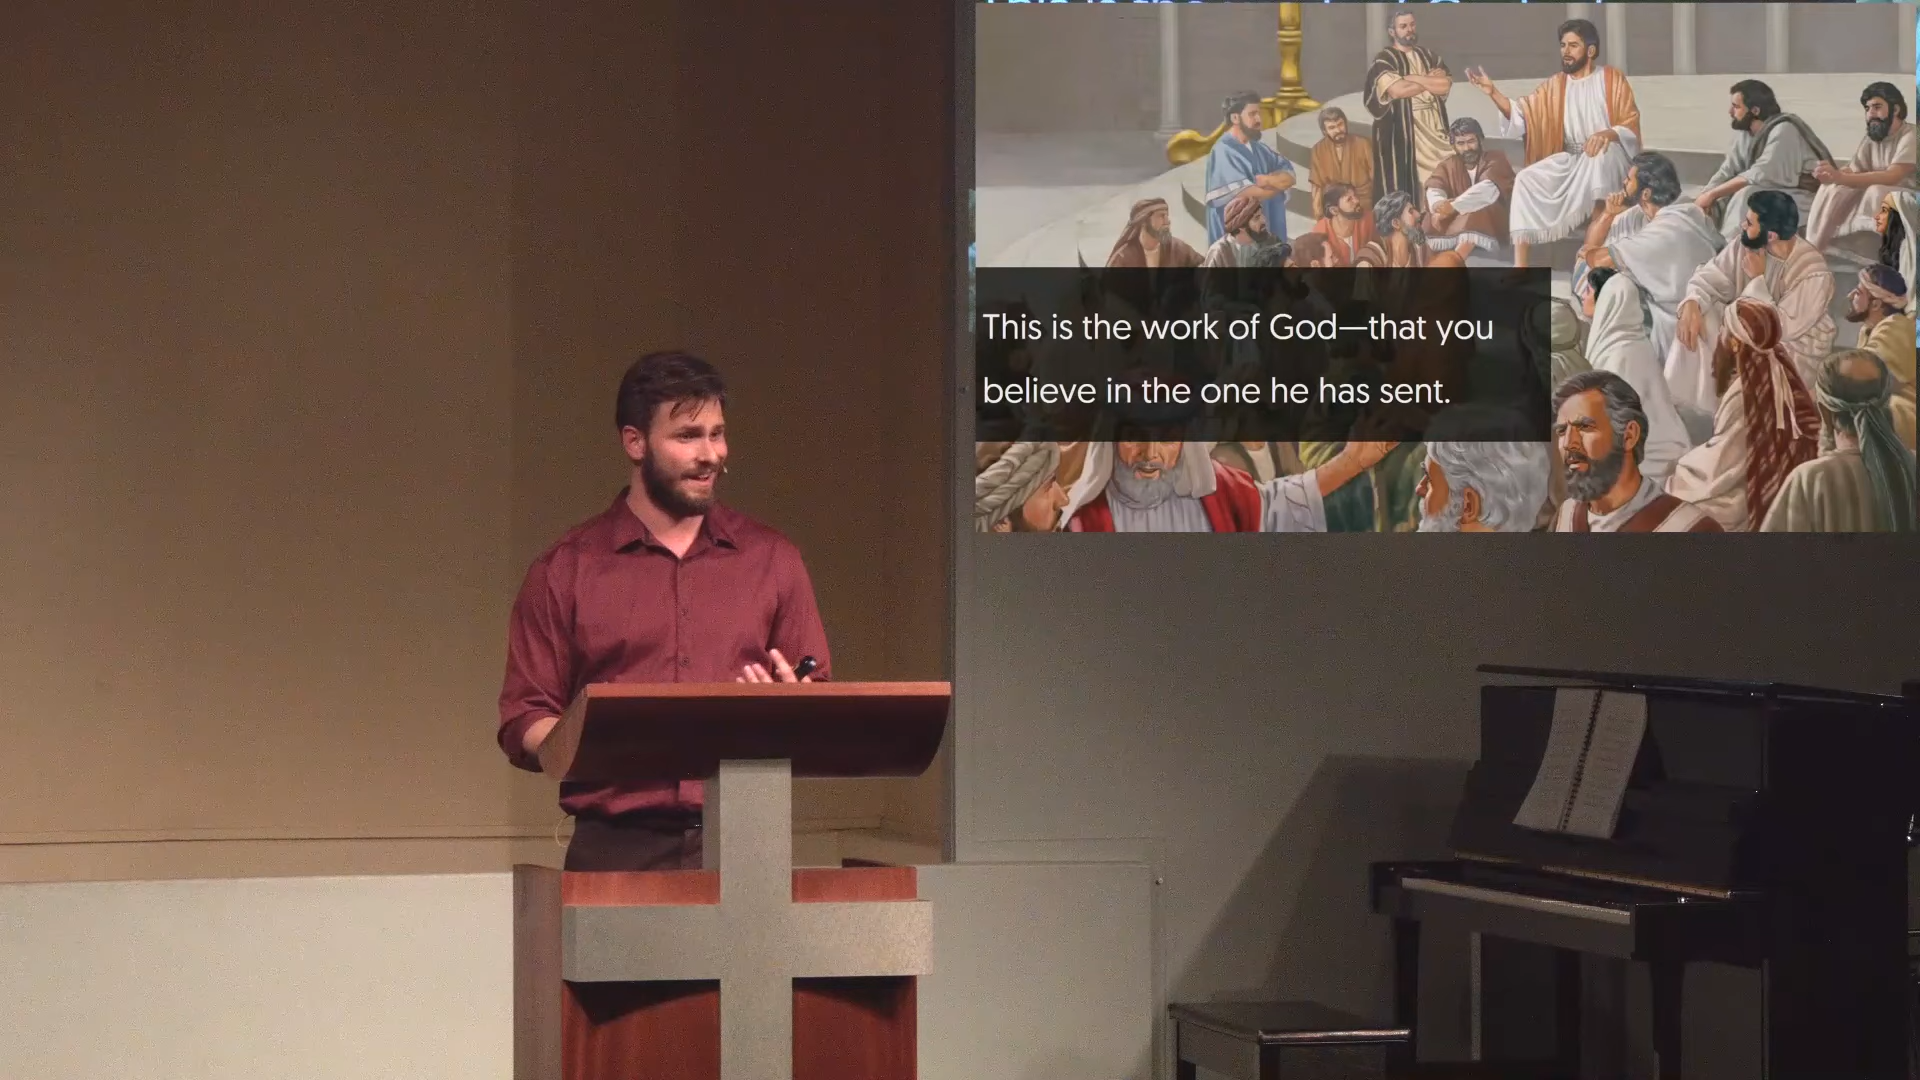 This is the work of God—that you
believe in the one he has sent.